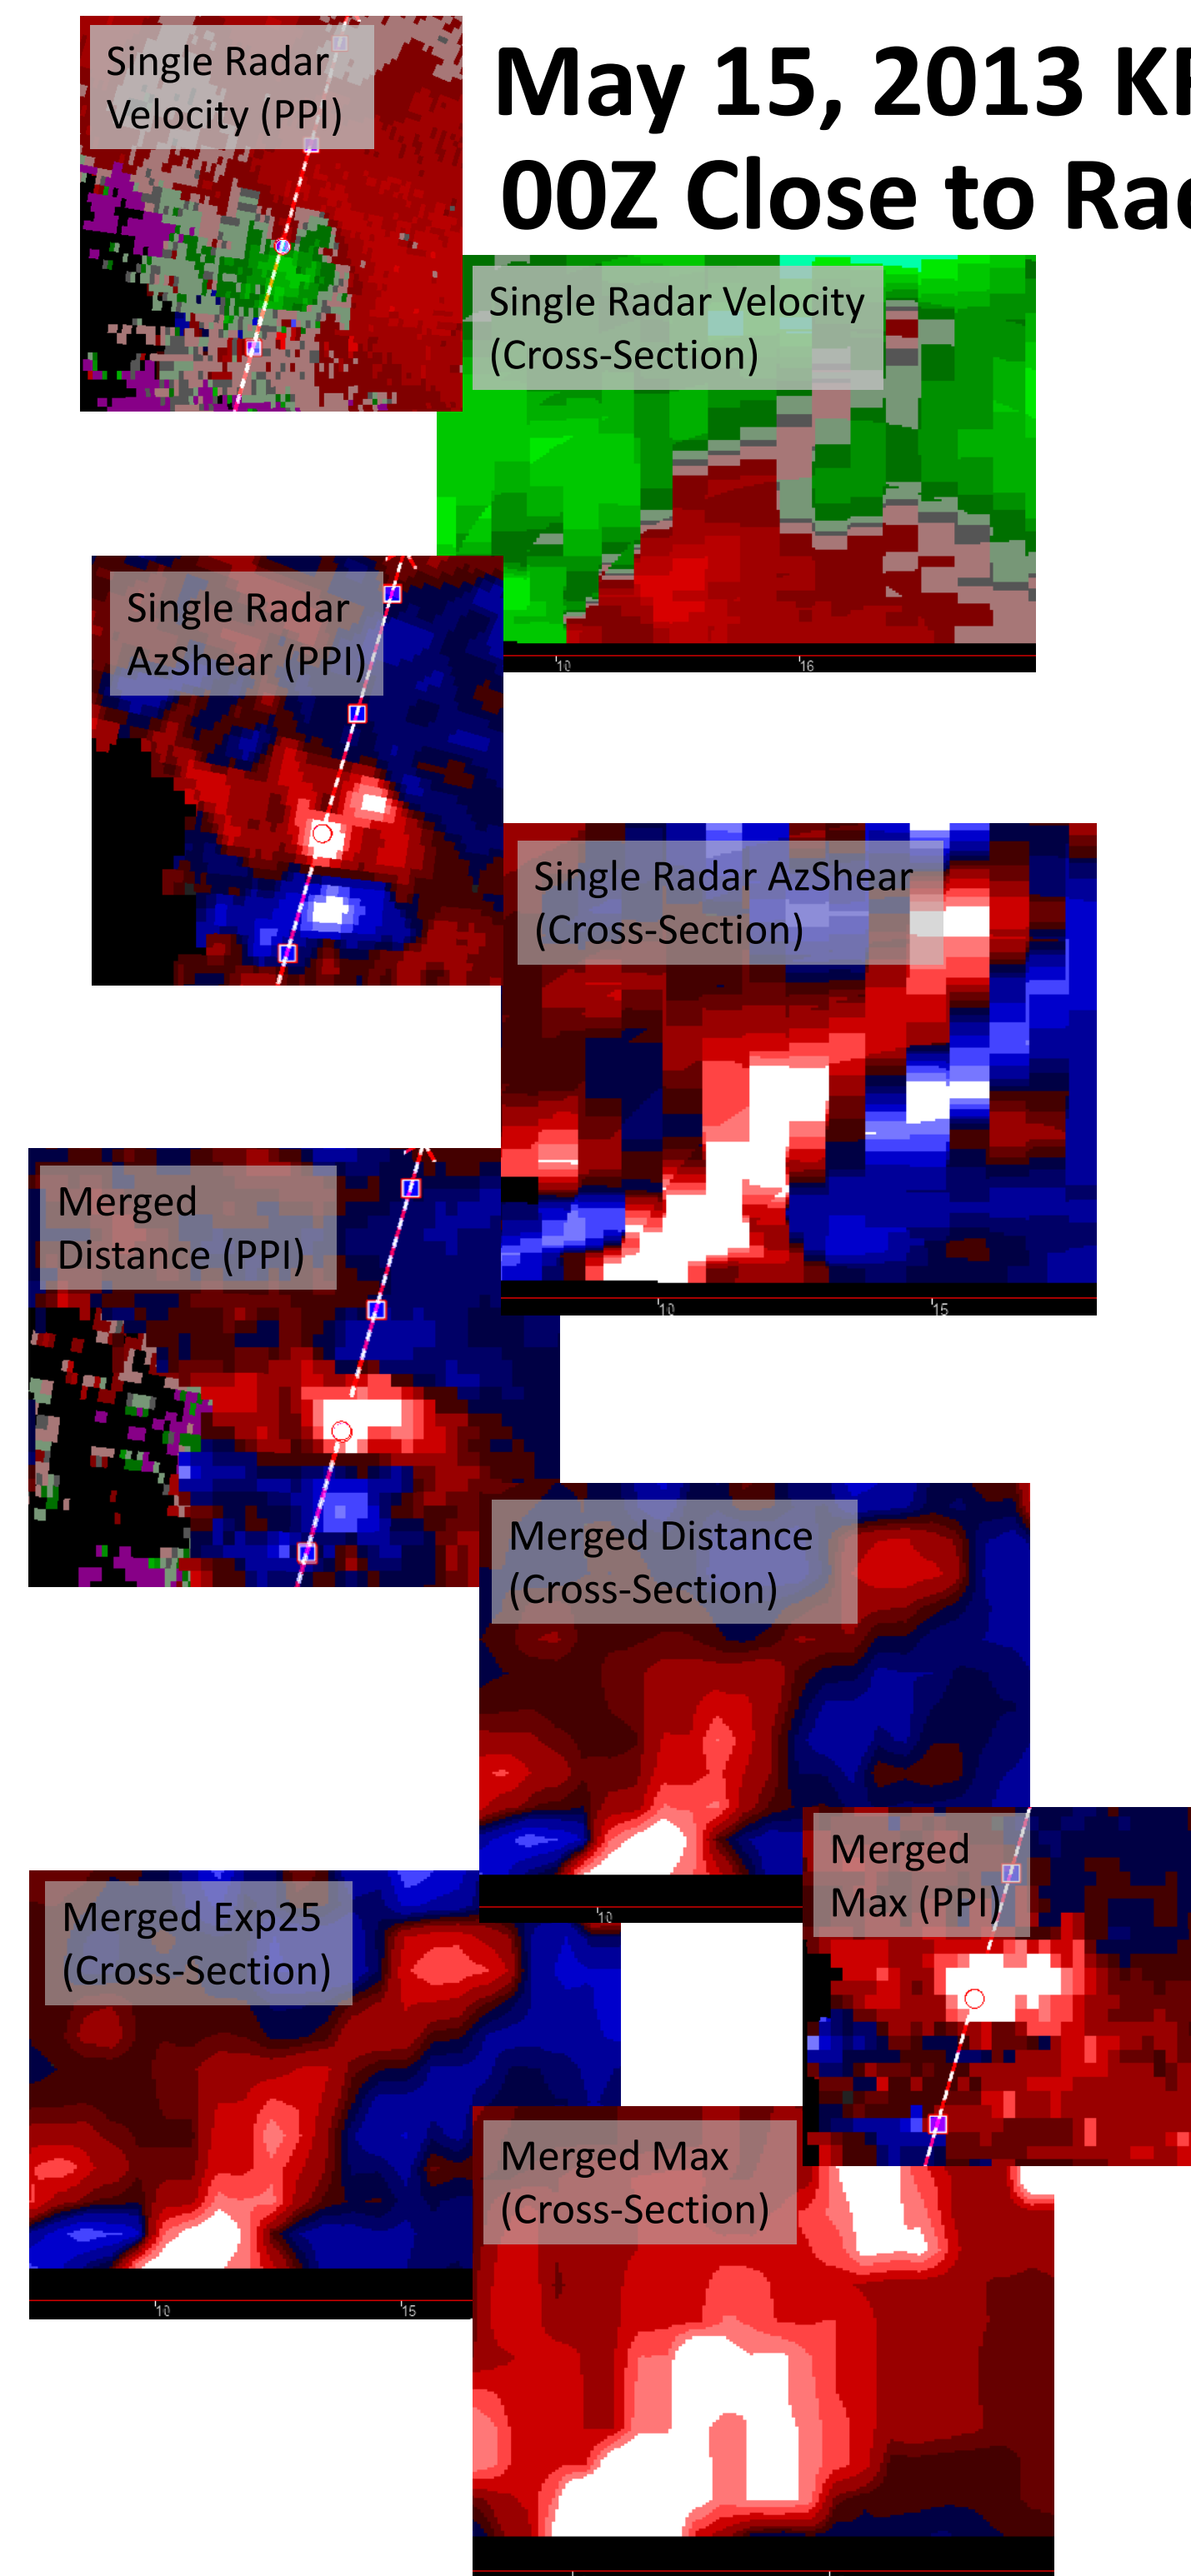 Single Radar
Velocity (PPI)
May 15, 2013
00Z Close to
Single Radar Velocity
(Cross-Section)
10
16
Single Radar
AzShear (PPI)
Single Radar AzShear
(Cross-Section)
10
15
Merged
Distance (PPI)
Merged Distance
(Cross-Section)
10
Merged
Max (PPI)
Merged Exp25
(Cross-Section)
10
15
Merged Max
(Cross-Section)